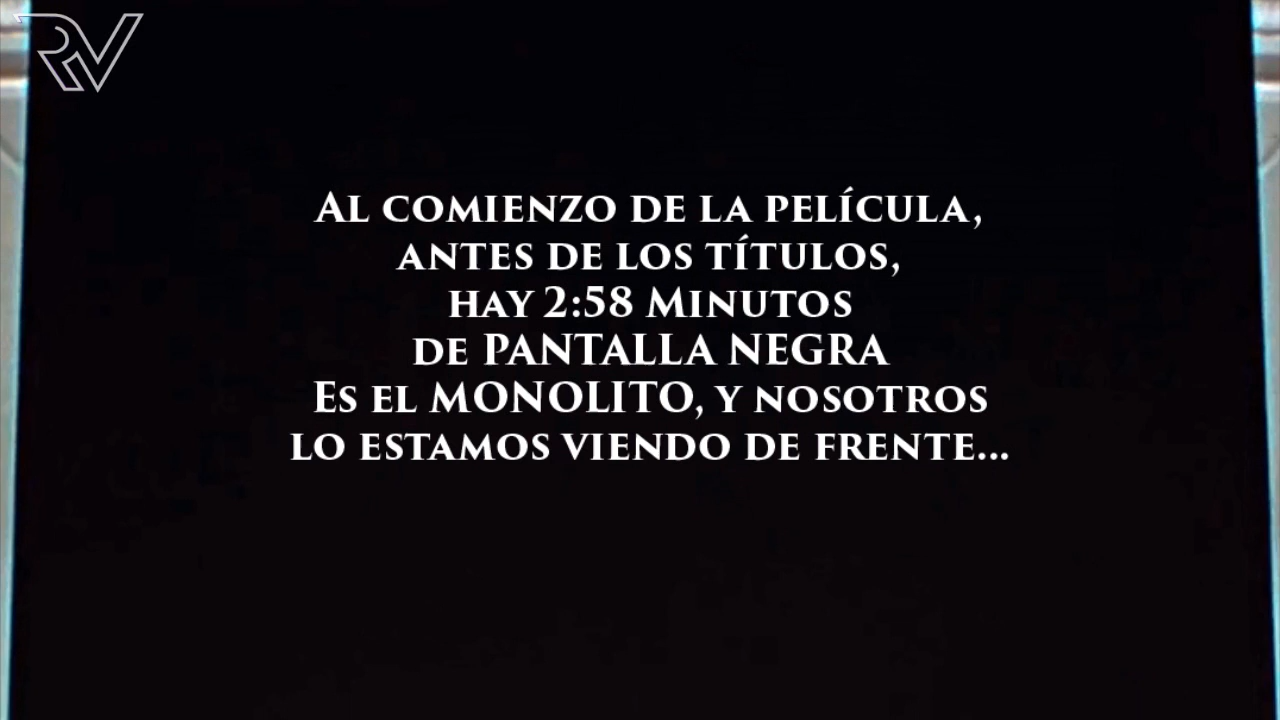 RV
Al comienzo de la película,
antes de los títulos,
hay 2:58 Minutos
de PANTALLA NEGRA
Es el MONOLITO, y nosotros
lo estamos viendo de frente...